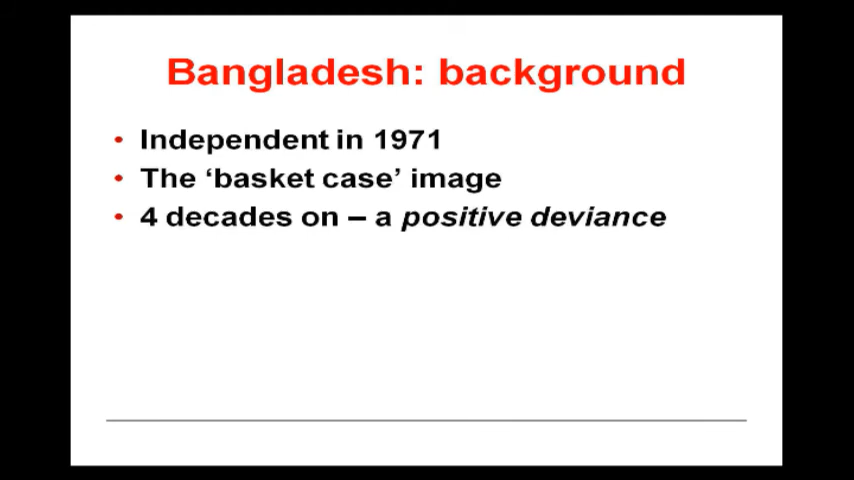 Bangladesh: background
• Independent in 1971
• The ‘basket case’ image
• 4 decades on – a positive deviance